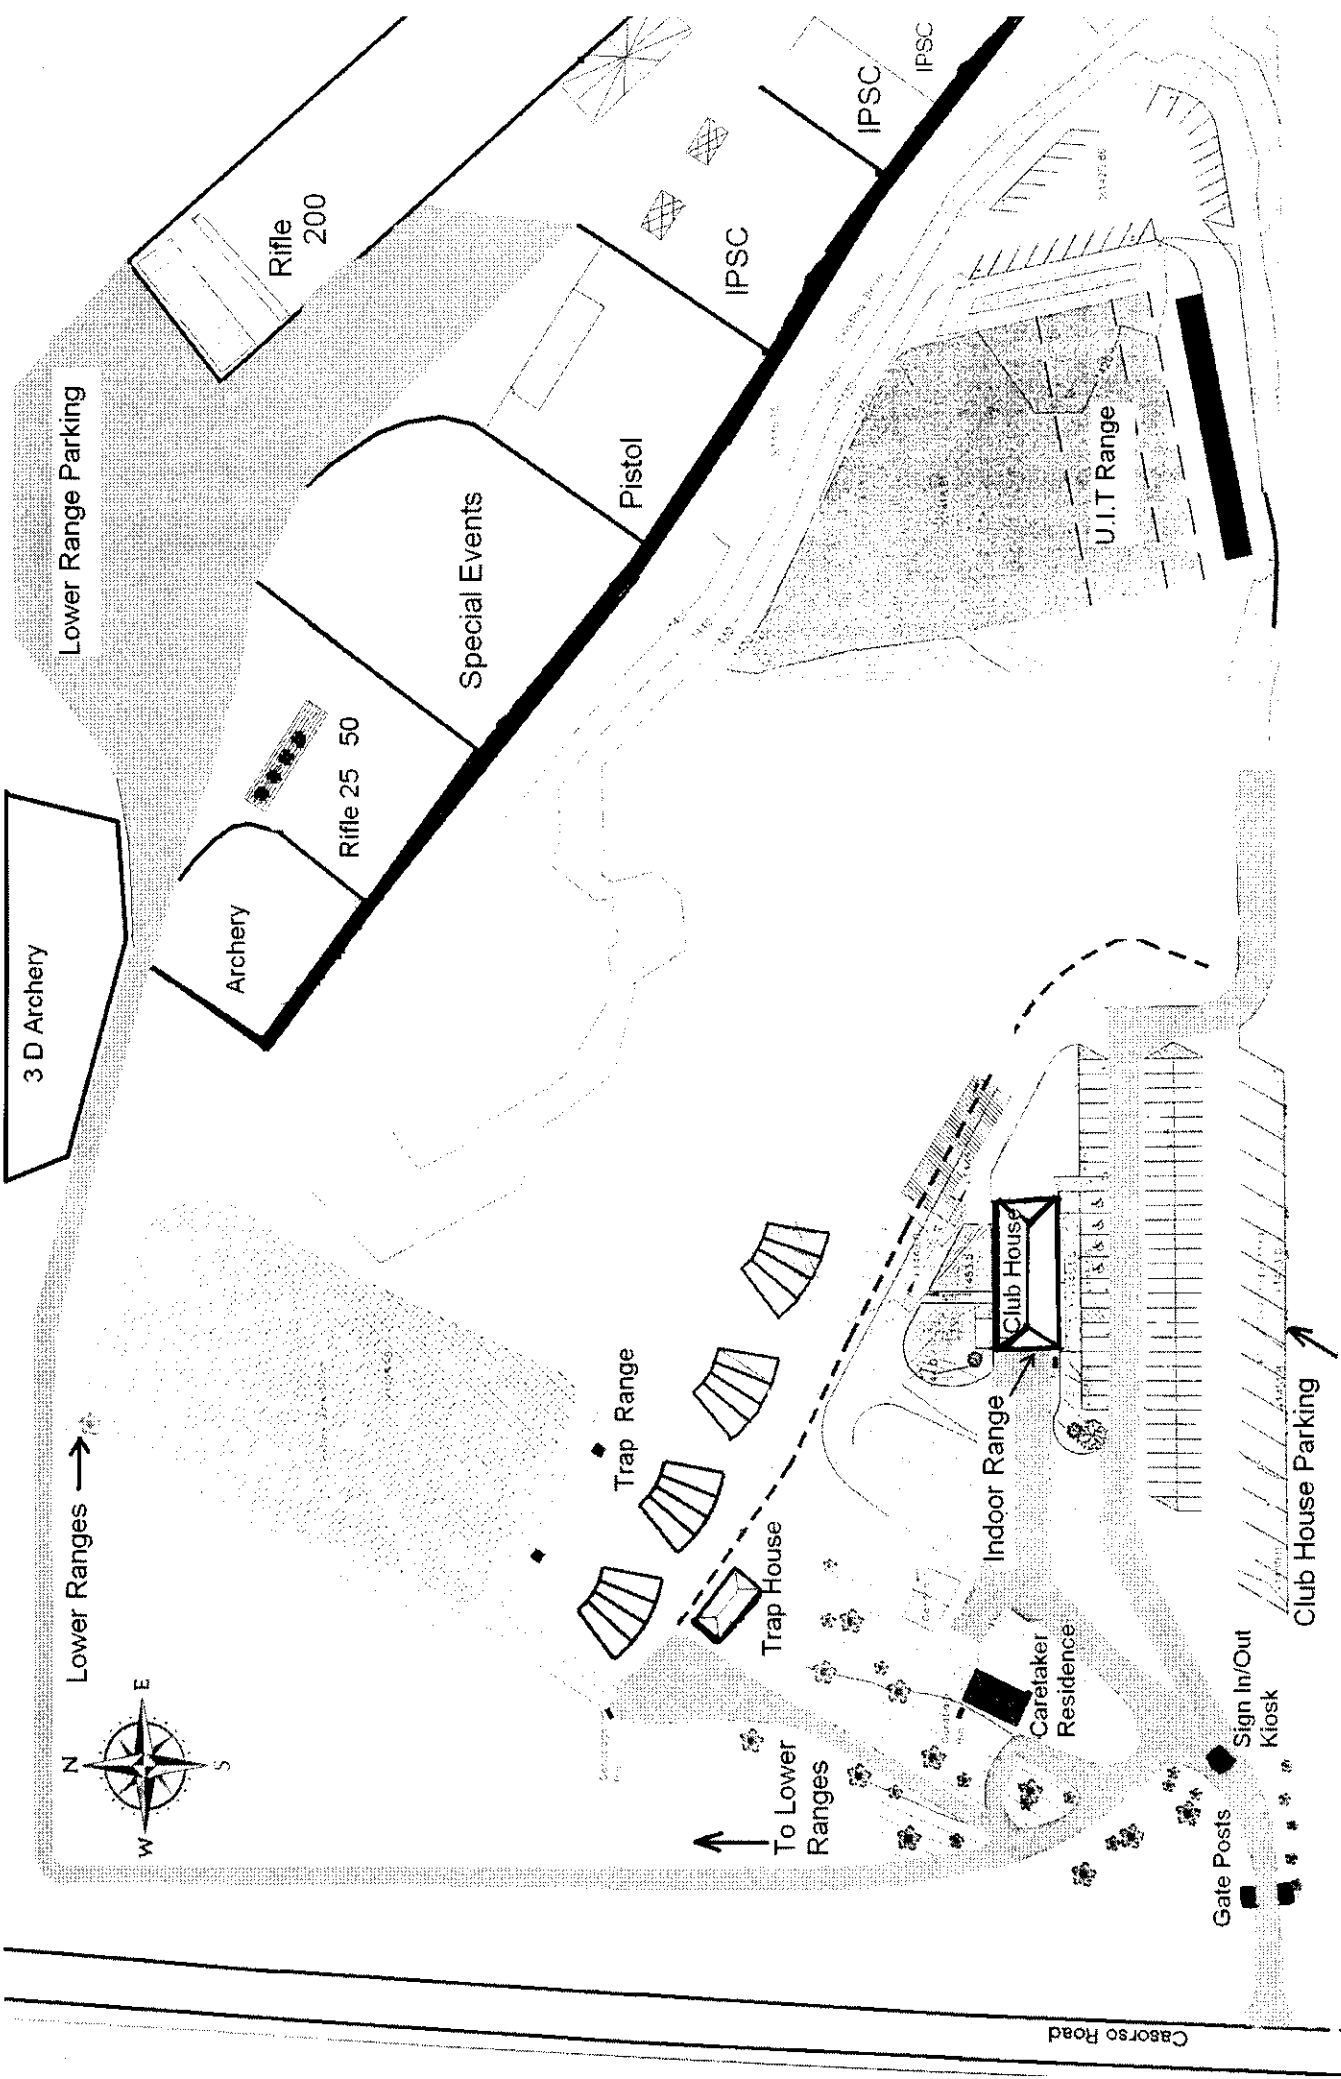 3 D Archery
Lower Range Parking
Rifle
200
IPSC
IPSC
IPSC
Pistol
Special Events
Rifle 25 50
Archery
U.I.T Range
Lower Ranges
N
E
S
W
Trap Range
Trap House
Club House
Indoor Range
Club House Parking
Caretaker
Residence
Sign In/Out
Kiosk
To Lower
Ranges
Gate Posts
Casorso Road